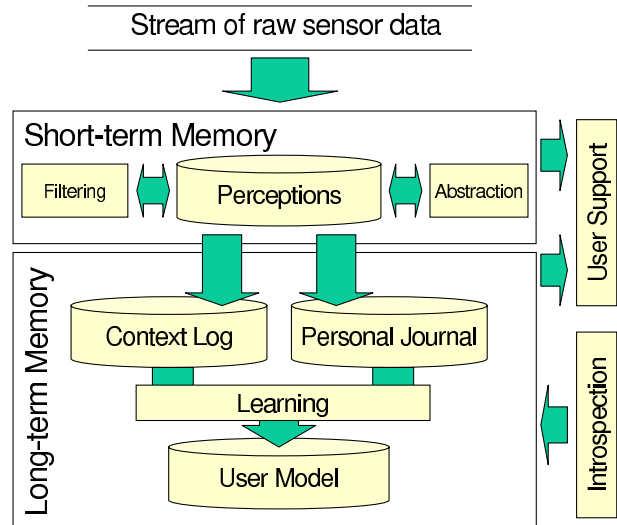 Stream of raw sensor data
Short-term Memory
Filtering
Perceptions
Abstraction
User Support
Long-term Memory
Context Log
Personal Journal
Learning
User Model
Introspection